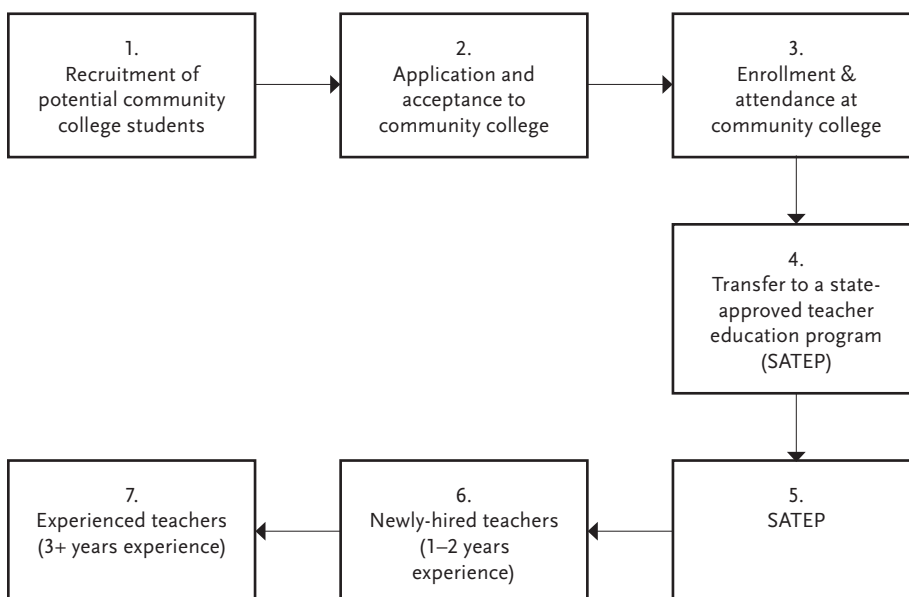 1.
Recruitment of
potential community
college students
2.
Application and
acceptance to
community college
3.
Enrollment &
attendance at
community college
4.
Transfer to a state-
approved teacher
education program
(SATEP)
5.
SATEP
6.
Newly-hired teachers
(1–2 years
experience)
7.
Experienced teachers
(3+ years experience)